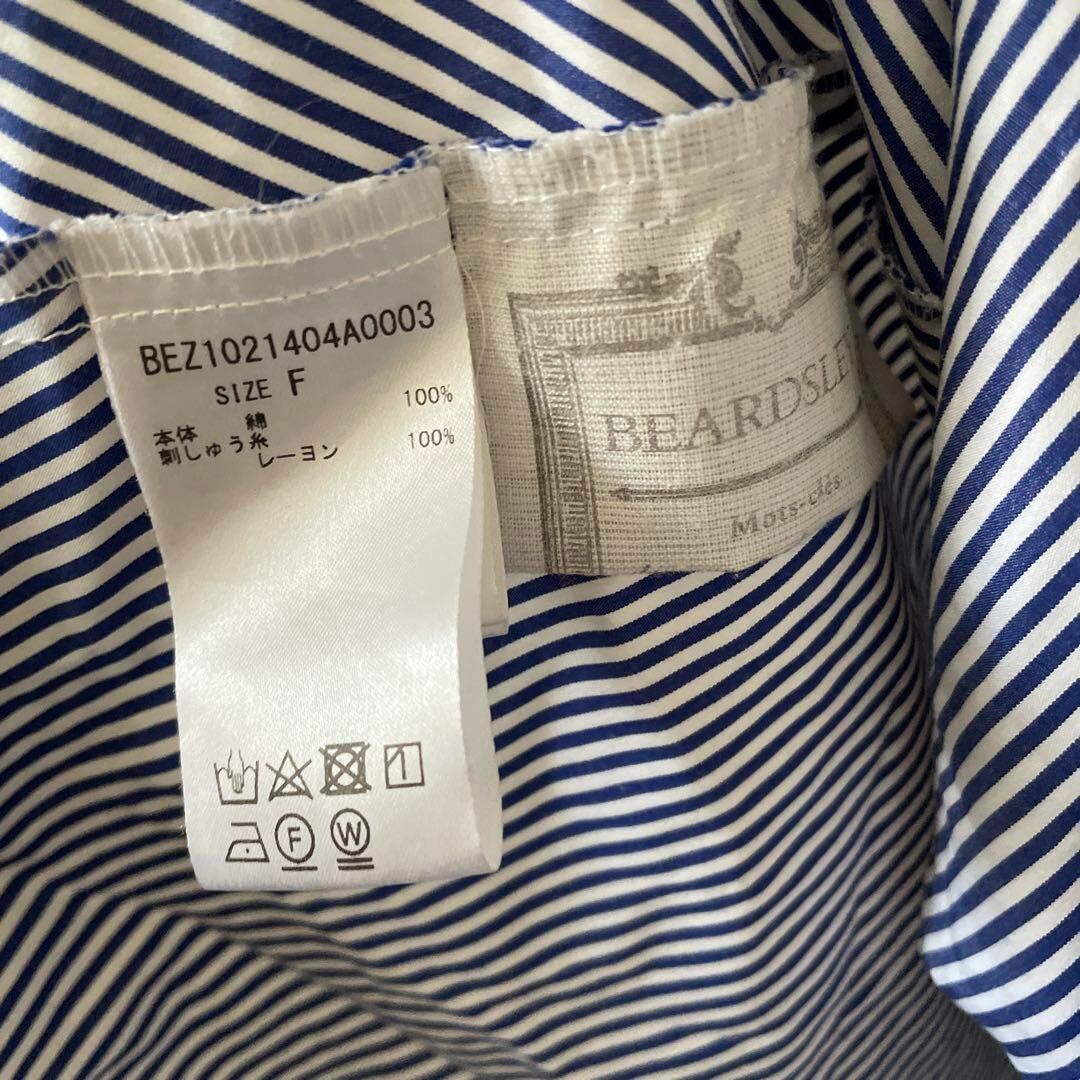 BEZ1021404A0003
SIZE F
本体 綿 100%
刺しゅう糸 レーヨン 100%
F W
BEARDSLE
Mots-clés